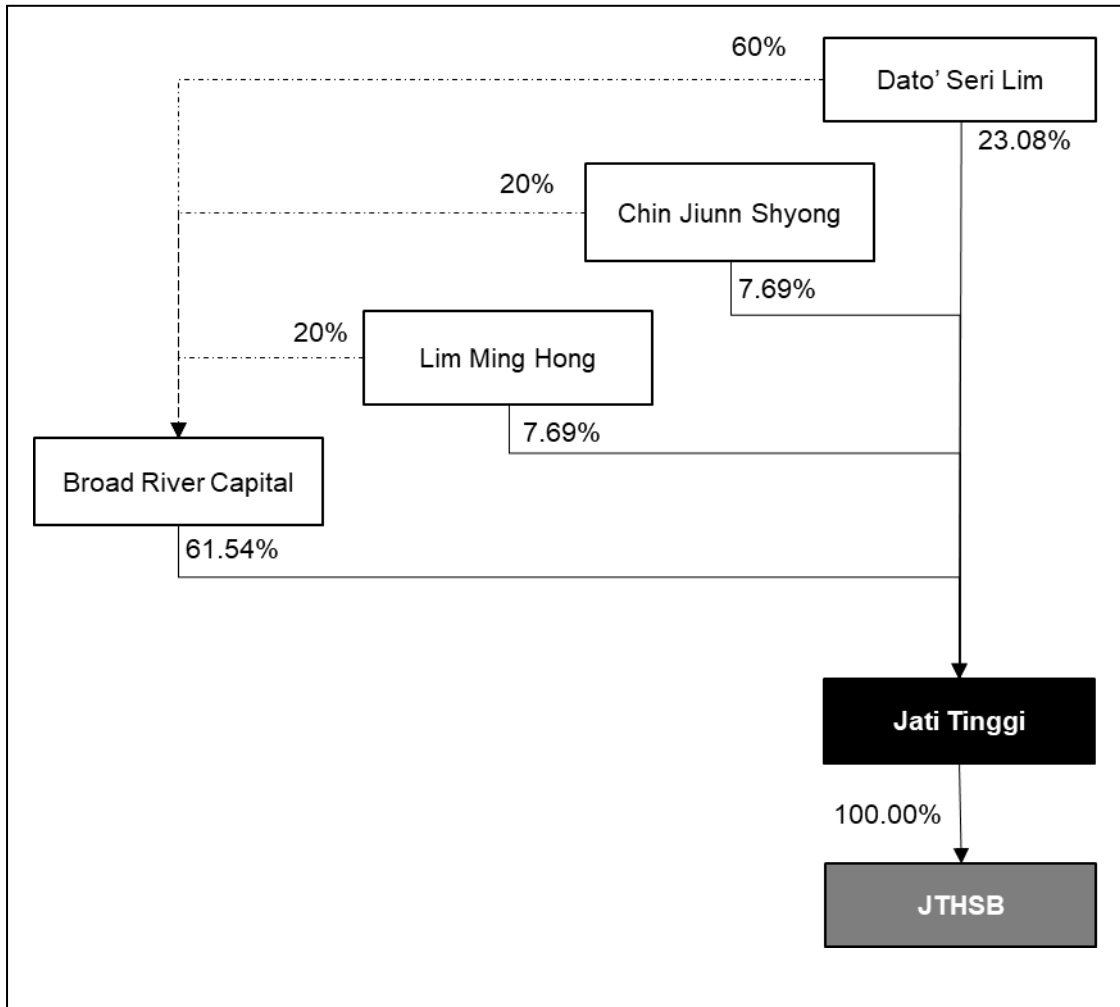 60%
Dato’ Seri Lim
23.08%
20%
Chin Jiunn Shyong
7.69%
20%
Lim Ming Hong
7.69%
Broad River Capital
61.54%
Jati Tinggi
100.00%
JTHSB